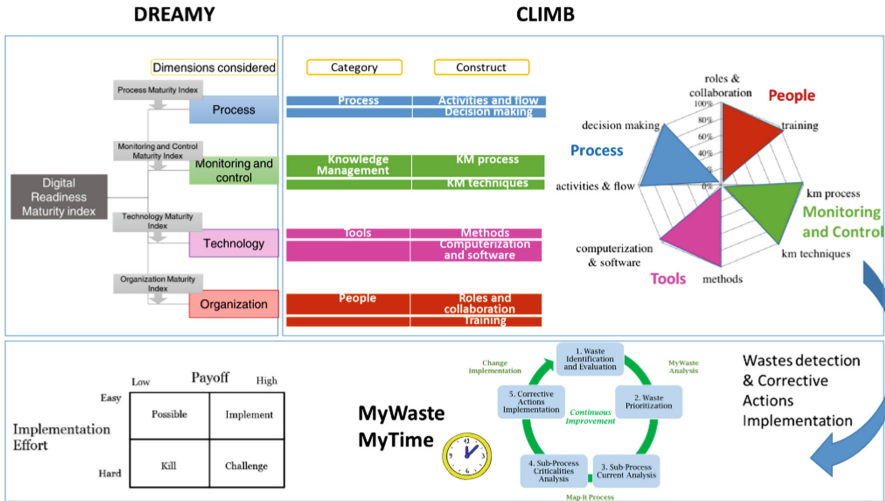 DREAMY
CLIMB
Dimensions considered
Process Maturity Index
Process
Monitoring and Control
Maturity Index
Monitoring and
control
Digital
Readiness
Maturity index
Technology Maturity
Index
Technology
Organization Maturity
Index
Organization
Category
Construct
Process
Activities and flow
Decision making
Knowledge
Management
KM process
KM techniques
Tools
Methods
Computerization
and software
People
Roles and
collaboration
Training
roles &
collaboration
100%
80%
60%
40%
20%
0%
People
training
decision making
Process
activities & flow
km process
Monitoring
and Control
km techniques
computerization
& software
Tools
methods
Payoff
Low
High
Easy
Implementation
Effort
Hard
Possible
Implement
Kill
Challenge
MyWaste
MyTime
12
3
6
9
1. Waste
Identification
and Evaluation
Change
Implementation
MyWaste
Analysis
5. Corrective
Actions
Implementation
2. Waste
Prioritization
Continuous
Improvement
4. Sub-Process
Criticalities
Analysis
3. Sub-Process
Current Analysis
Map-it Process
Wastes detection
& Corrective
Actions
Implementation